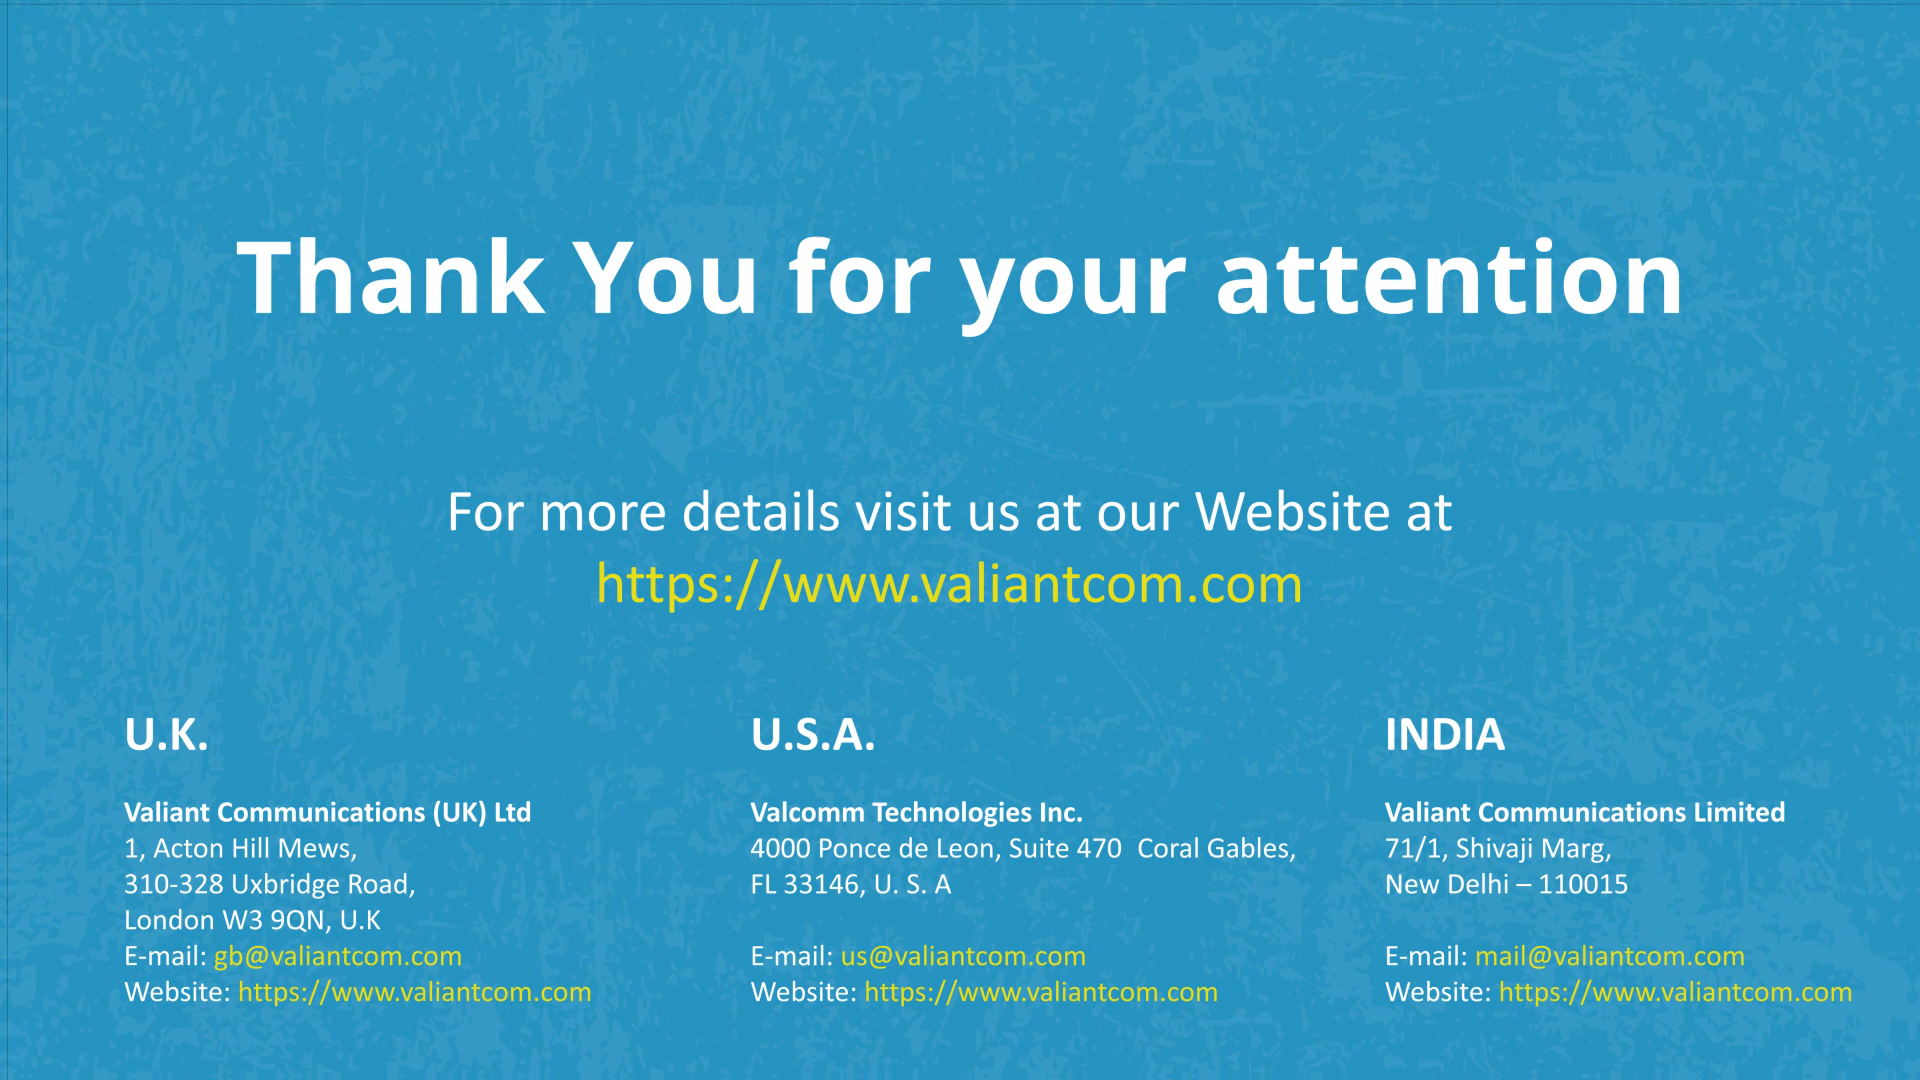 Thank You for your attention
For more details visit us at our Website at
https://www.valiantcom.com
U.K.
Valiant Communications (UK) Ltd
1, Acton Hill Mews,
310-328 Uxbridge Road,
London W3 9QN, U.K
E-mail: gb@valiantcom.com
Website: https://www.valiantcom.com
U.S.A.
Valcomm Technologies Inc.
4000 Ponce de Leon, Suite 470  Coral Gables,
FL 33146, U. S. A
E-mail: us@valiantcom.com
Website: https://www.valiantcom.com
INDIA
Valiant Communications Limited
71/1, Shivaji Marg,
New Delhi – 110015
E-mail: mail@valiantcom.com
Website: https://www.valiantcom.com